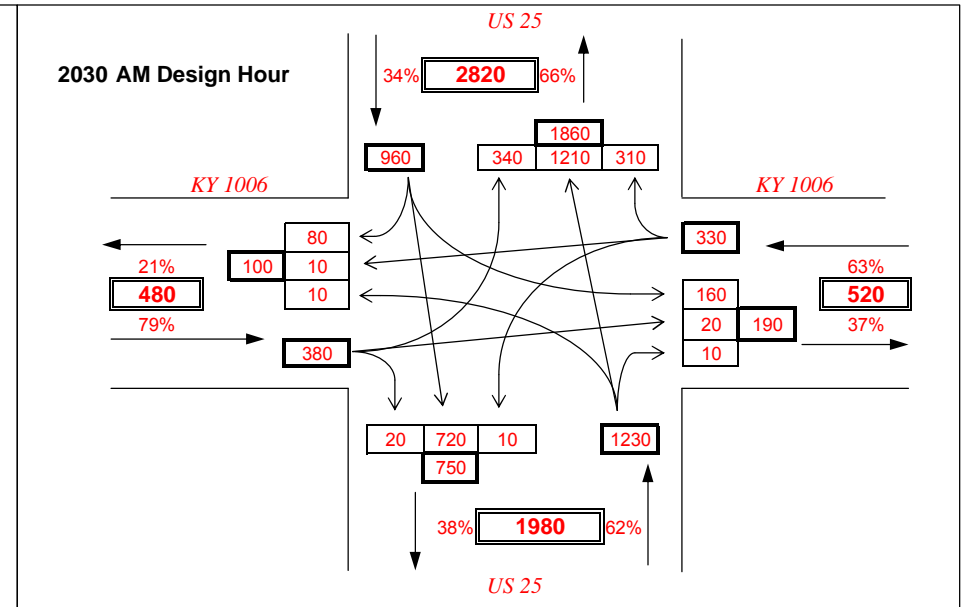 US 25
2030 AM Design Hour
34% 2820 66%
1860
960 340 1210 310
KY 1006 KY 1006
80 330
21% 100 10 63%
480 10 160 520
79% 20 190 37%
380 10
20 720 10 1230
750
38% 1980 62%
US 25